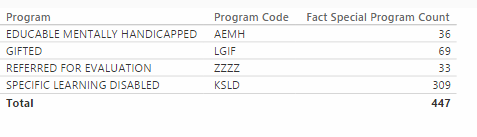 Program Program Code Fact Special Program Count
EDUCABLE MENTALLY HANDICAPPED AEMH 36
GIFTED LGIF 69
REFERRED FOR EVALUATION ZZZZ 33
SPECIFIC LEARNING DISABLED KSLD 309
Total 447